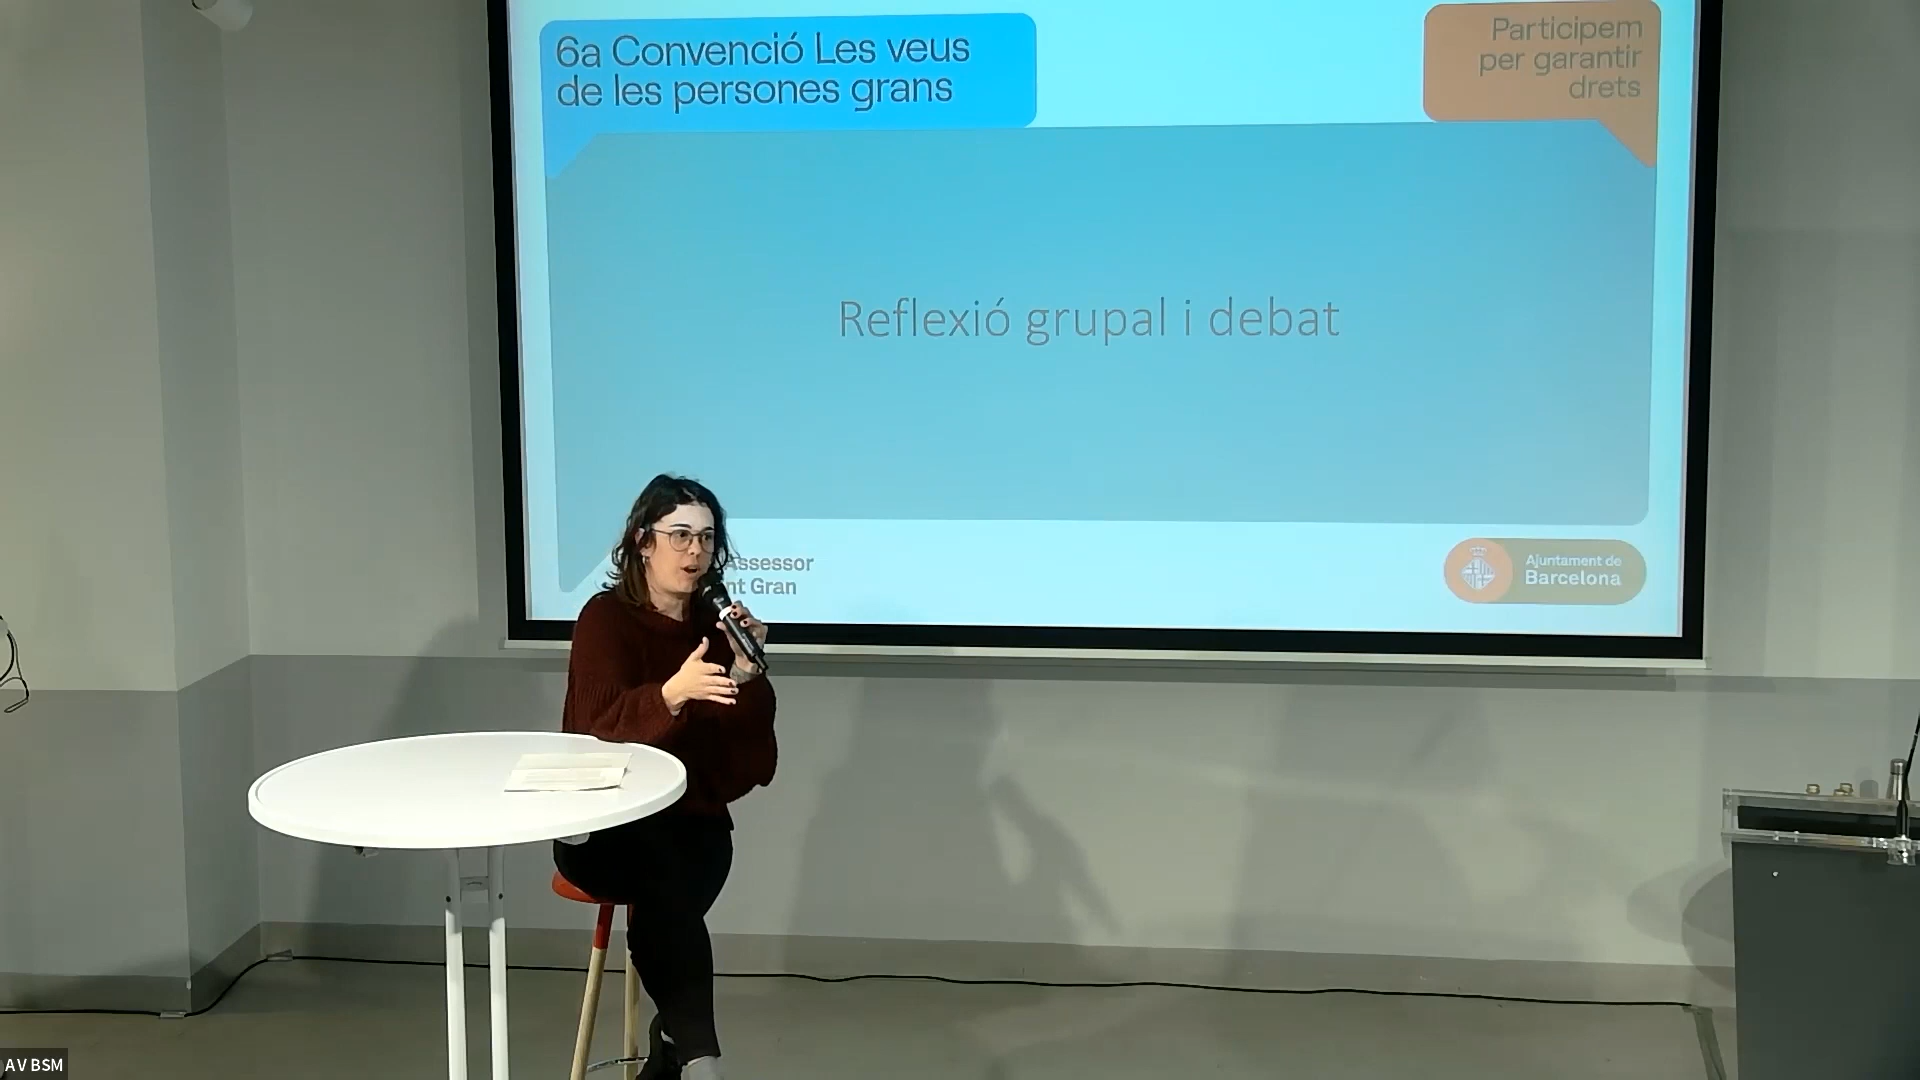 6a Convenció Les veus
de les persones grans
Participem
per garantir
drets
Reflexió grupal i debat
Assessor
nt Gran
Ajuntament de
Barcelona
AV BSM